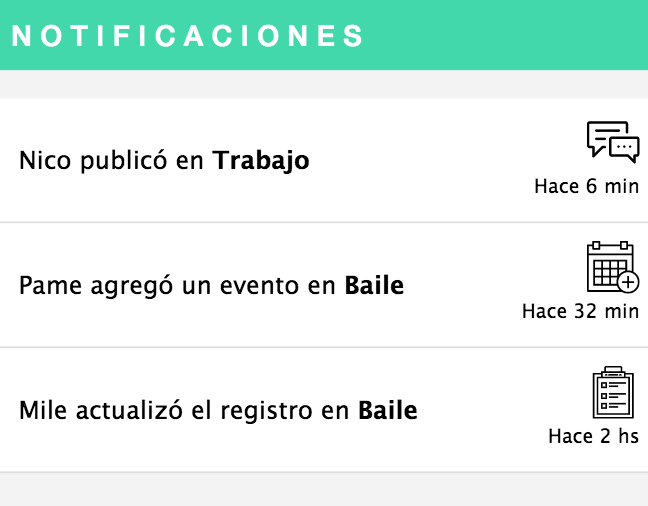 NOTIFICACIONES
Nico publicó en Trabajo
Hace 6 min
Pame agregó un evento en Baile
Hace 32 min
Mile actualizó el registro en Baile
Hace 2 hs